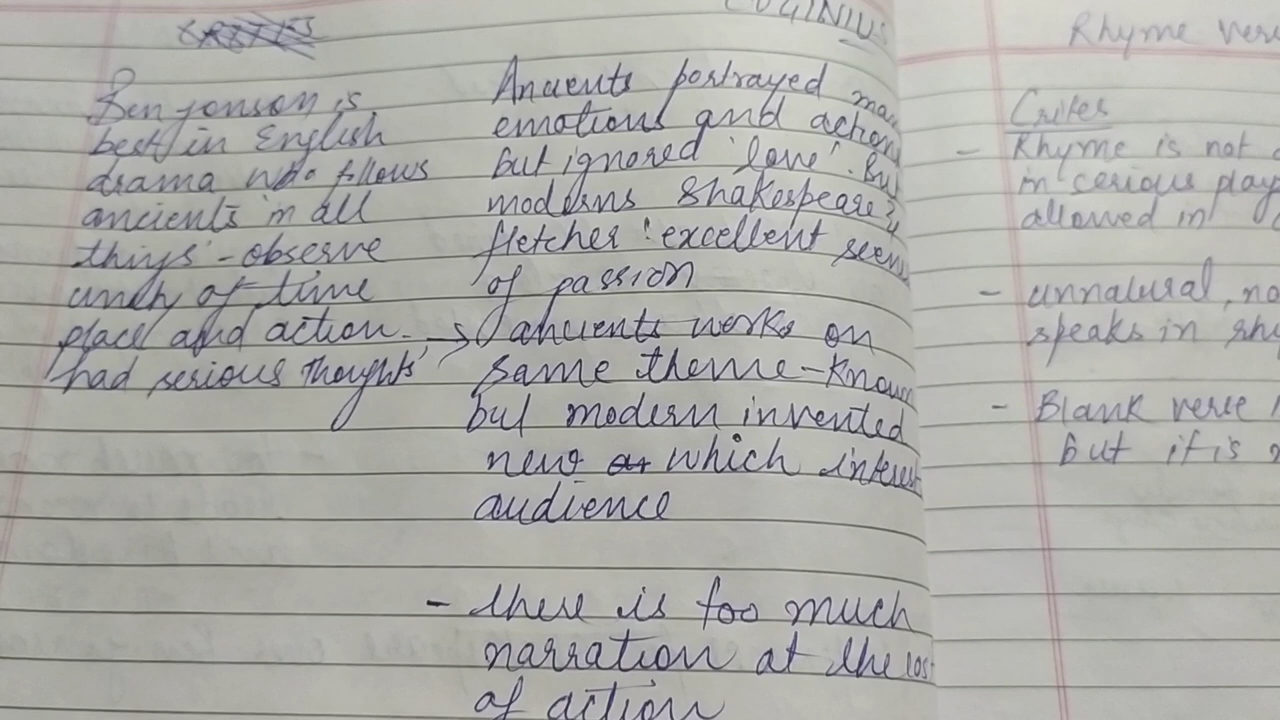 Ben jonson is
best in English
drama who follows
ancients in all
things - observe
unity of time
place and action.
had serious thoughts
Ancients portrayed
emotions and action
but ignored 'love'. But
moderns Shakespeare &
fletcher 'excellent
of passion
ancients works on
same theme - Known
but modern invented
new which interest
audience
- there is too much
narration at the
of action
Rhyme
Crites
- Rhyme is not
in serious play
allowed in
- unnatural,
speaks in
- Blank verse
but if is